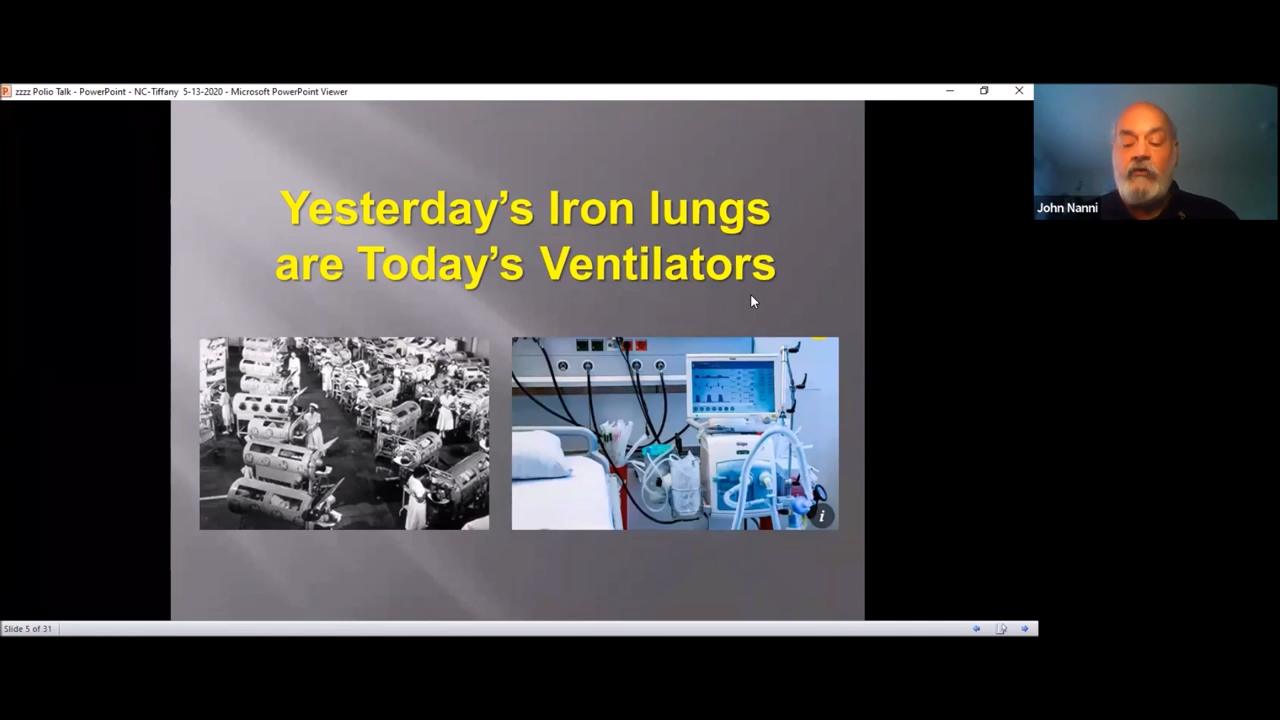 zzzz Polio Talk - PowerPoint - NC-Tiffany 5-13-2020 - Microsoft PowerPoint Viewer
Yesterday’s Iron lungs
are Today’s Ventilators
John Nanni
i
Slide 5 of 31